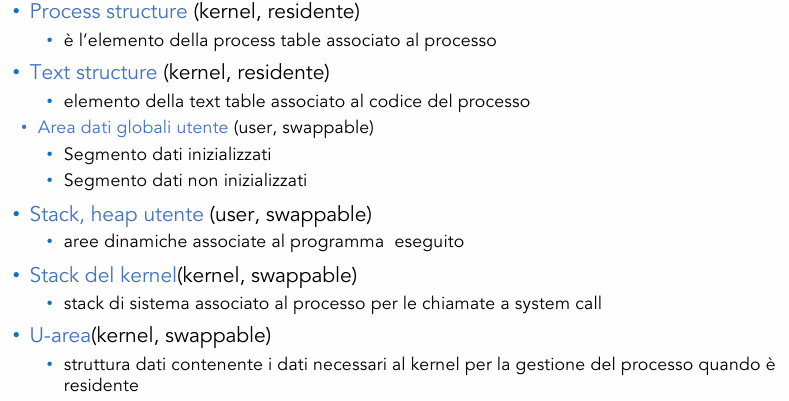 • Process structure (kernel, residente)
• è l'elemento della process table associato al processo
• Text structure (kernel, residente)
• elemento della text table associato al codice del processo
• Area dati globali utente (user, swappable)
• Segmento dati inizializzati
• Segmento dati non inizializzati
• Stack, heap utente (user, swappable)
• aree dinamiche associate al programma  eseguito
• Stack del kernel(kernel, swappable)
• stack di sistema associato al processo per le chiamate a system call
• U-area(kernel, swappable)
• struttura dati contenente i dati necessari al kernel per la gestione del processo quando è
residente